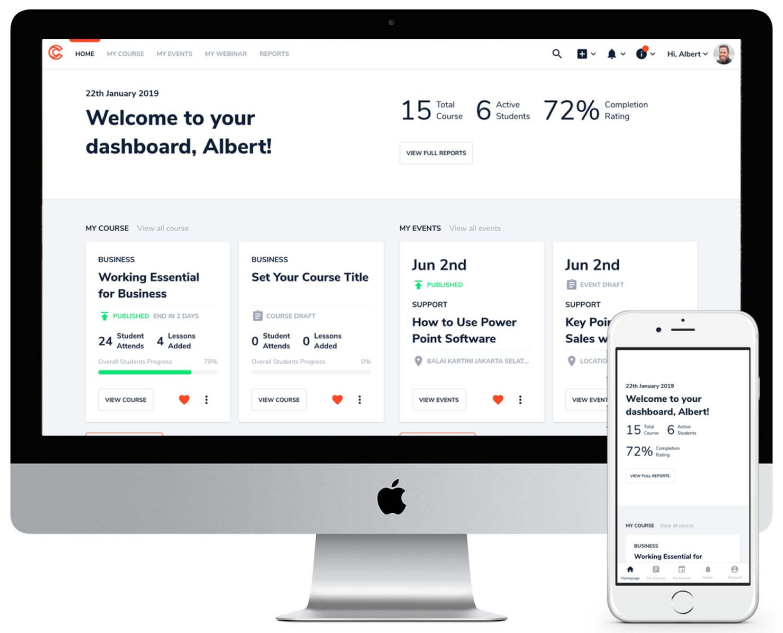 HOME MY COURSE MY EVENTS MY WEBINAR REPORTS
Hi, Albert
22th January 2019
Welcome to your
dashboard, Albert!
15 Total Course 6 Active Students 72% Completion Rating
VIEW FULL REPORTS
MY COURSE View all course
BUSINESS
Working Essential
for Business
PUBLISHED END IN 2 DAYS
24 Student Attends 4 Lessons Added
Overall Students Progress 78%
VIEW COURSE
BUSINESS
Set Your Course Title
COURSE DRAFT
0 Student Attends 0 Lessons Added
Overall Students Progress 0%
VIEW COURSE
MY EVENTS View all events
Jun 2nd
PUBLISHED
SUPPORT
How to Use Power
Point Software
BALAI KARTINI JAKARTA SELAT...
VIEW EVENTS
Jun 2nd
EVENT DRAFT
SUPPORT
Key Poin
Sales w
LOCATIO
VIEW EVEN
22th January 2019
Welcome to your
dashboard, Albert!
15 Total Course 6 Active Students
72% Completion Rating
VIEW FULL REPORTS
MY COURSE View all course
BUSINESS
Working Essential for
Homepage My Course My Events News Account